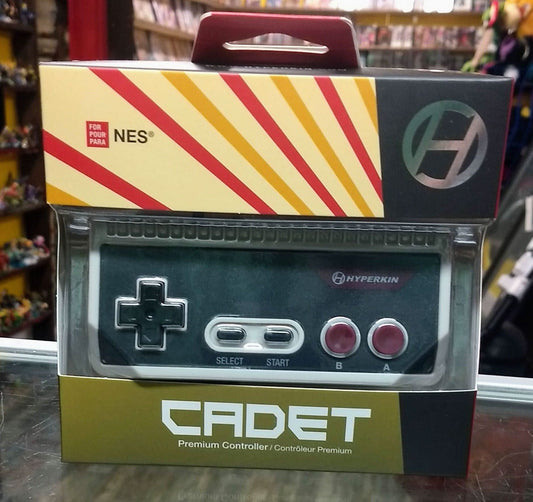 FOR
POUR
PARA
NES®
HYPERKIN
SELECT
START
B
A
CADET
Premium Controller / Contrôleur Premium